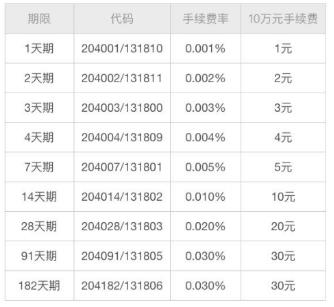 期限 代码 手续费率 10万元手续费
1天期 204001/131810 0.001% 1元
2天期 204002/131811 0.002% 2元
3天期 204003/131800 0.003% 3元
4天期 204004/131809 0.004% 4元
7天期 204007/131801 0.005% 5元
14天期 204014/131802 0.010% 10元
28天期 204028/131803 0.020% 20元
91天期 204091/131805 0.030% 30元
182天期 204182/131806 0.030% 30元